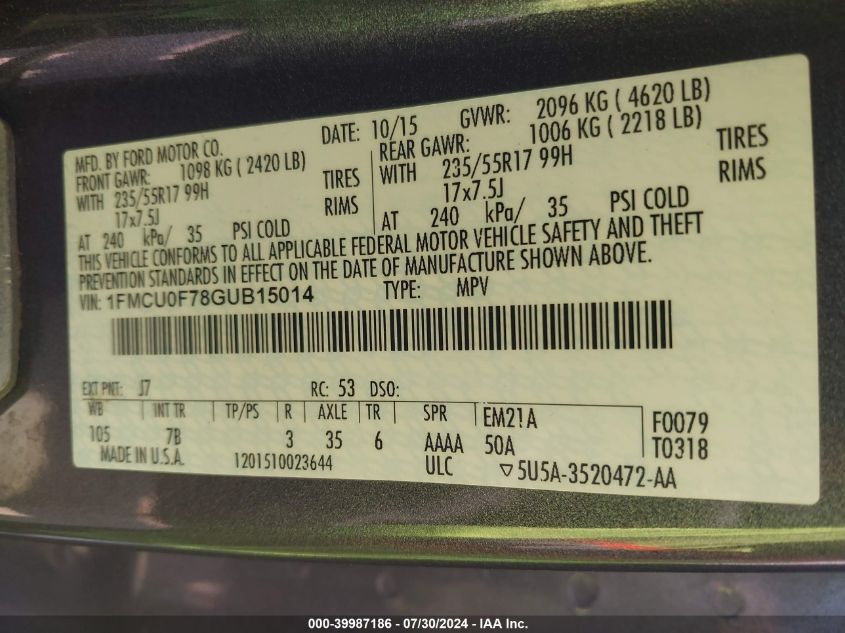 MFD. BY FORD MOTOR CO. DATE: 10/15 GVWR: 2096 KG ( 4620 LB)
FRONT GAWR: 1098 KG ( 2420 LB) REAR GAWR: 1006 KG ( 2218 LB)
WITH 235/55R17 99H TIRES WITH 235/55R17 99H TIRES
17x7.5J RIMS 17x7.5J RIMS
AT 240 kPa/ 35 PSI COLD AT 240 kPa/ 35 PSI COLD
THIS VEHICLE CONFORMS TO ALL APPLICABLE FEDERAL MOTOR VEHICLE SAFETY AND THEFT
PREVENTION STANDARDS IN EFFECT ON THE DATE OF MANUFACTURE SHOWN ABOVE.
VIN: 1FMCU0F78GUB15014 TYPE: MPV
EXT PNT: J7 RC: 53 DSO:
WB INT TR TP/PS R AXLE TR SPR EM21A F0079
105 7B 3 35 6 AAAA 50A T0318
MADE IN U.S.A. 1201510023644 ULC ▽5U5A-3520472-AA
000-39987186 / 07/30/2024 - IAA Inc.